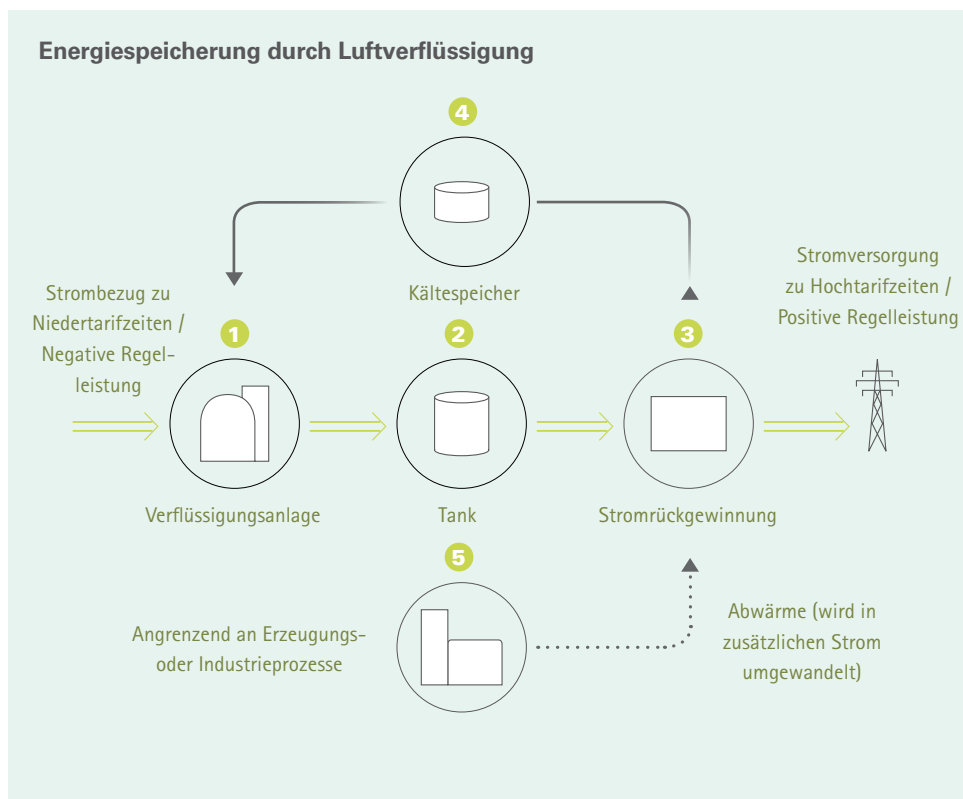 Energiespeicherung durch Luftverflüssigung
4
Kältespeicher
Strombezug zu
Niedertarifzeiten /
Negative Regel-
leistung
Stromversorgung
zu Hochtarifzeiten /
Positive Regelleistung
1
Verflüssigungsanlage
2
Tank
3
Stromrückgewinnung
5
Angrenzend an Erzeugungs-
oder Industrieprozesse
Abwärme (wird in
zusätzlichen Strom
umgewandelt)